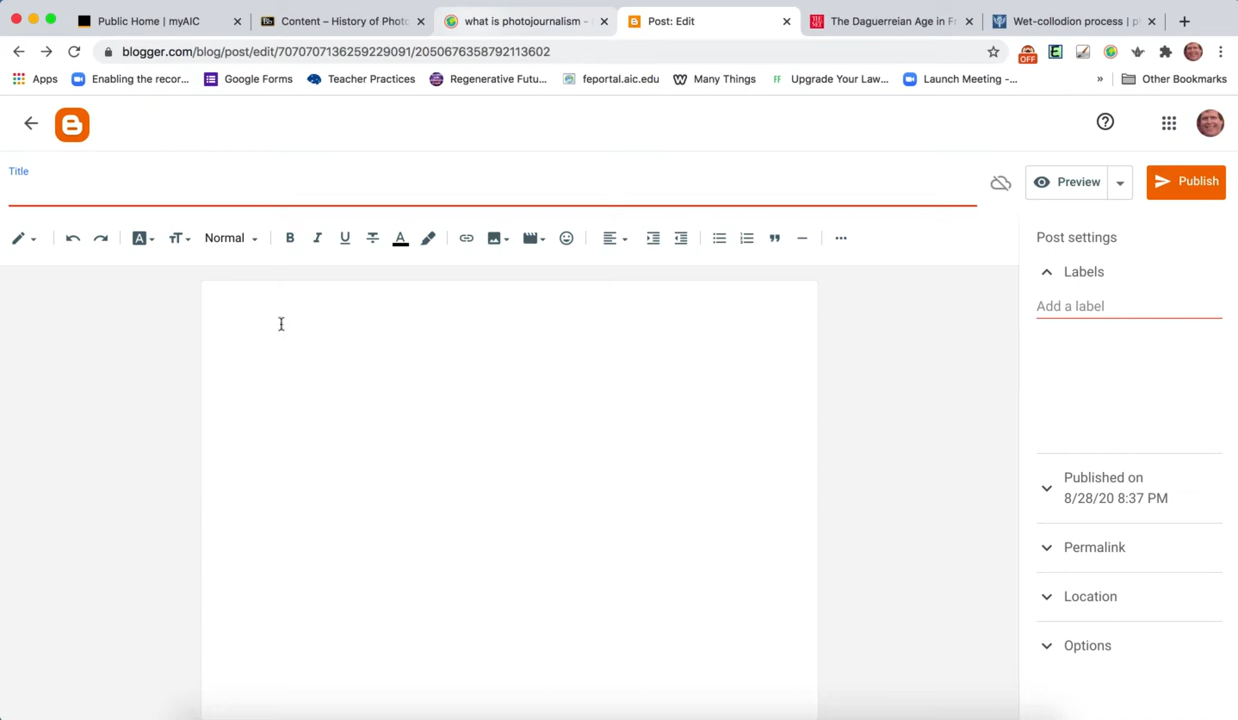 Public Home | myAIC
Content – History of Photo
what is photojournalism -
Post: Edit
The Daguerreian Age in Fr
Wet-collodion process | p
blogger.com/blog/post/edit/7070707136259229091/2050676358792113602
OFF
Apps
Enabling the recor...
Google Forms
Teacher Practices
Regenerative Futu...
feportal.aic.edu
Many Things
FF Upgrade Your Law...
Launch Meeting -...
»
Other Bookmarks
Title
Preview
Publish
Normal
B
I
U
A
Post settings
Labels
Add a label
Published on
8/28/20 8:37 PM
Permalink
Location
Options